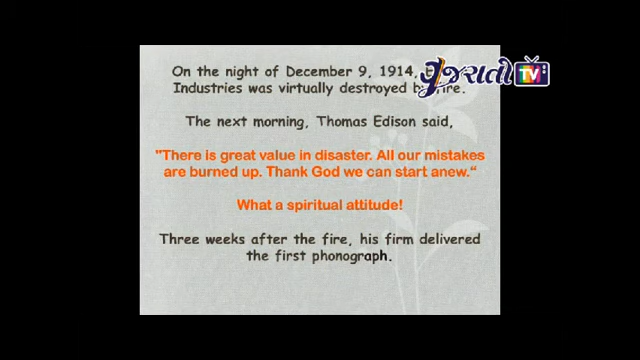 On the night of December 9, 1914,
Industries was virtually destroyed by fire.
The next morning, Thomas Edison said,
"There is great value in disaster. All our mistakes
are burned up. Thank God we can start anew.“
What a spiritual attitude!
Three weeks after the fire, his firm delivered
the first phonograph.
ગુજરાતી TV